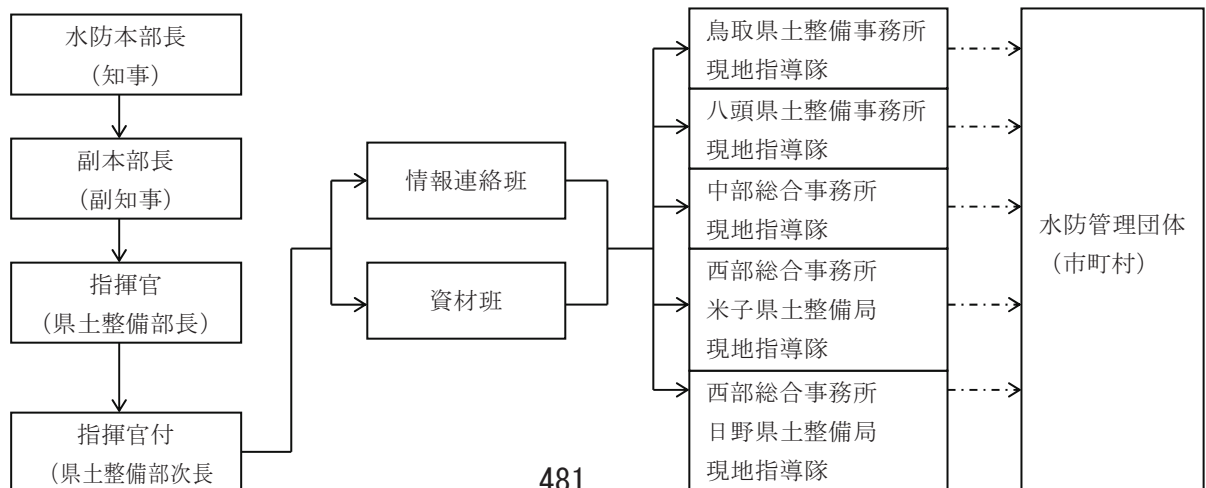 水防本部長
（知事）
副本部長
（副知事）
指揮官
（県土整備部長）
指揮官付
（県土整備部次長
情報連絡班
資材班
鳥取県土整備事務所
現地指導隊
八頭県土整備事務所
現地指導隊
中部総合事務所
現地指導隊
西部総合事務所
米子県土整備局
現地指導隊
西部総合事務所
日野県土整備局
現地指導隊
水防管理団体
（市町村）
481